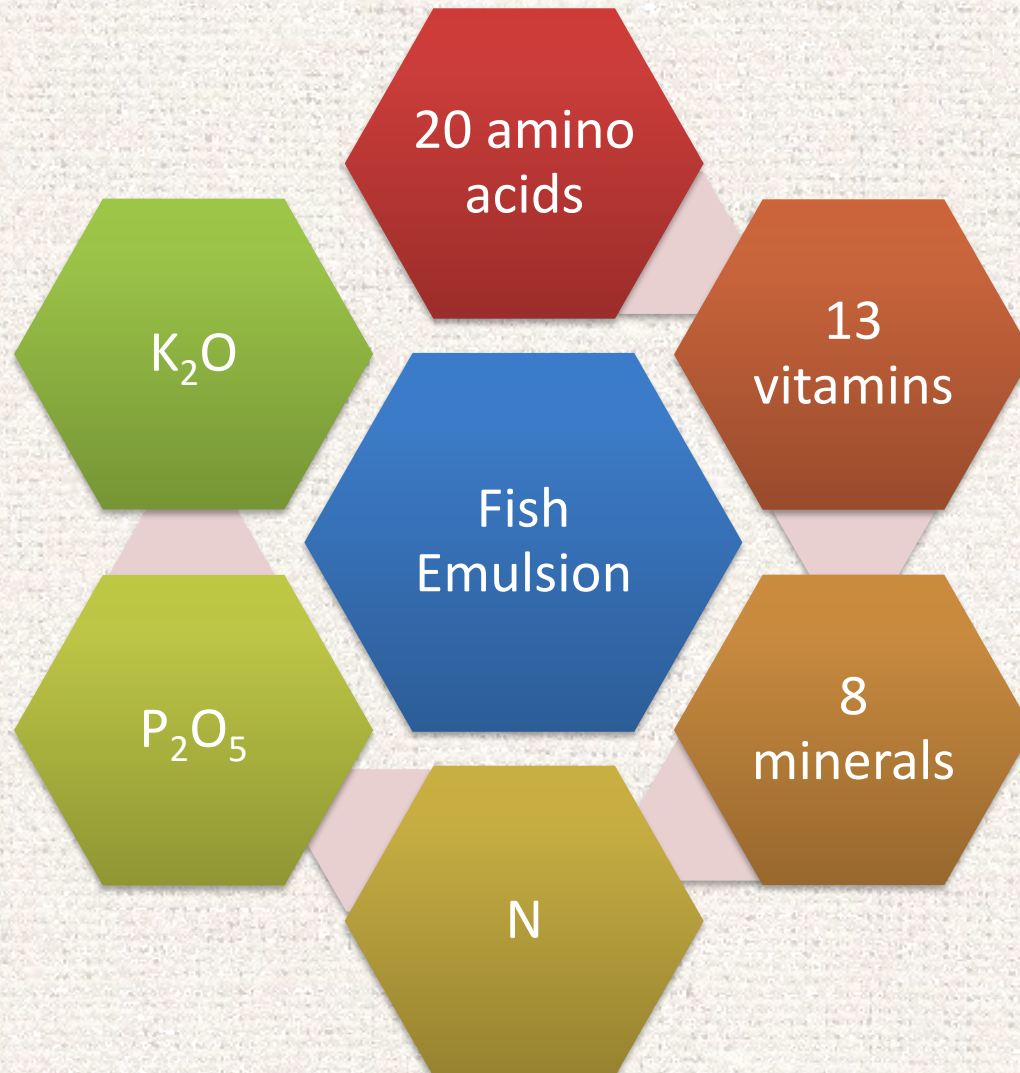 20 amino
acids
13
vitamins
8
minerals
N
P₂O₅
K₂O
Fish
Emulsion